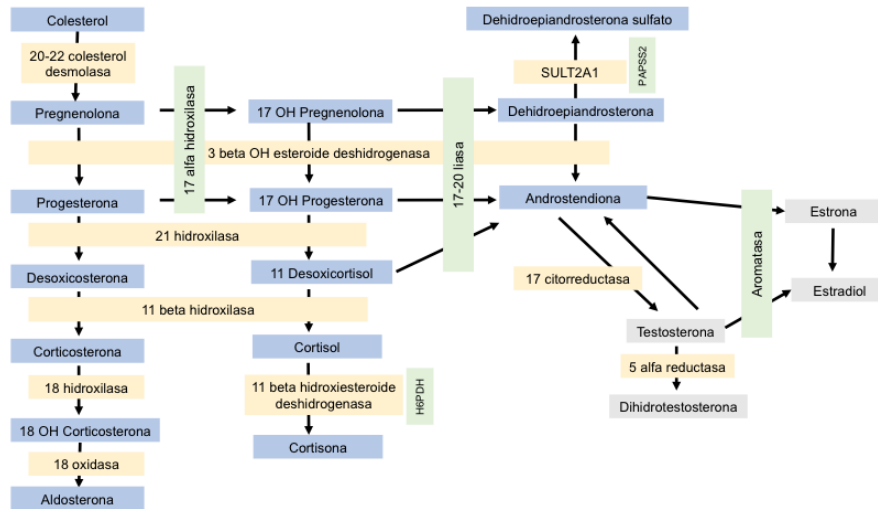 Colesterol
Dehidroepiandrosterona sulfato
20-22 colesterol
desmolasa
SULT2A1
PAPSS2
Pregnenolona
17 alfa hidroxilasa
17 OH Pregnenolona
17-20 liasa
Dehidroepiandrosterona
3 beta OH esteroide deshidrogenasa
Progesterona
17 OH Progesterona
Androstendiona
Estrona
21 hidroxilasa
Desoxicosterona
11 Desoxicortisol
17 citorreductasa
Aromatasa
Estradiol
11 beta hidroxilasa
Testosterona
Corticosterona
Cortisol
5 alfa reductasa
18 hidroxilasa
11 beta hidroxiesteroide
deshidrogenasa
H6PDH
Dihidrotestosterona
18 OH Corticosterona
Cortisona
18 oxidasa
Aldosterona